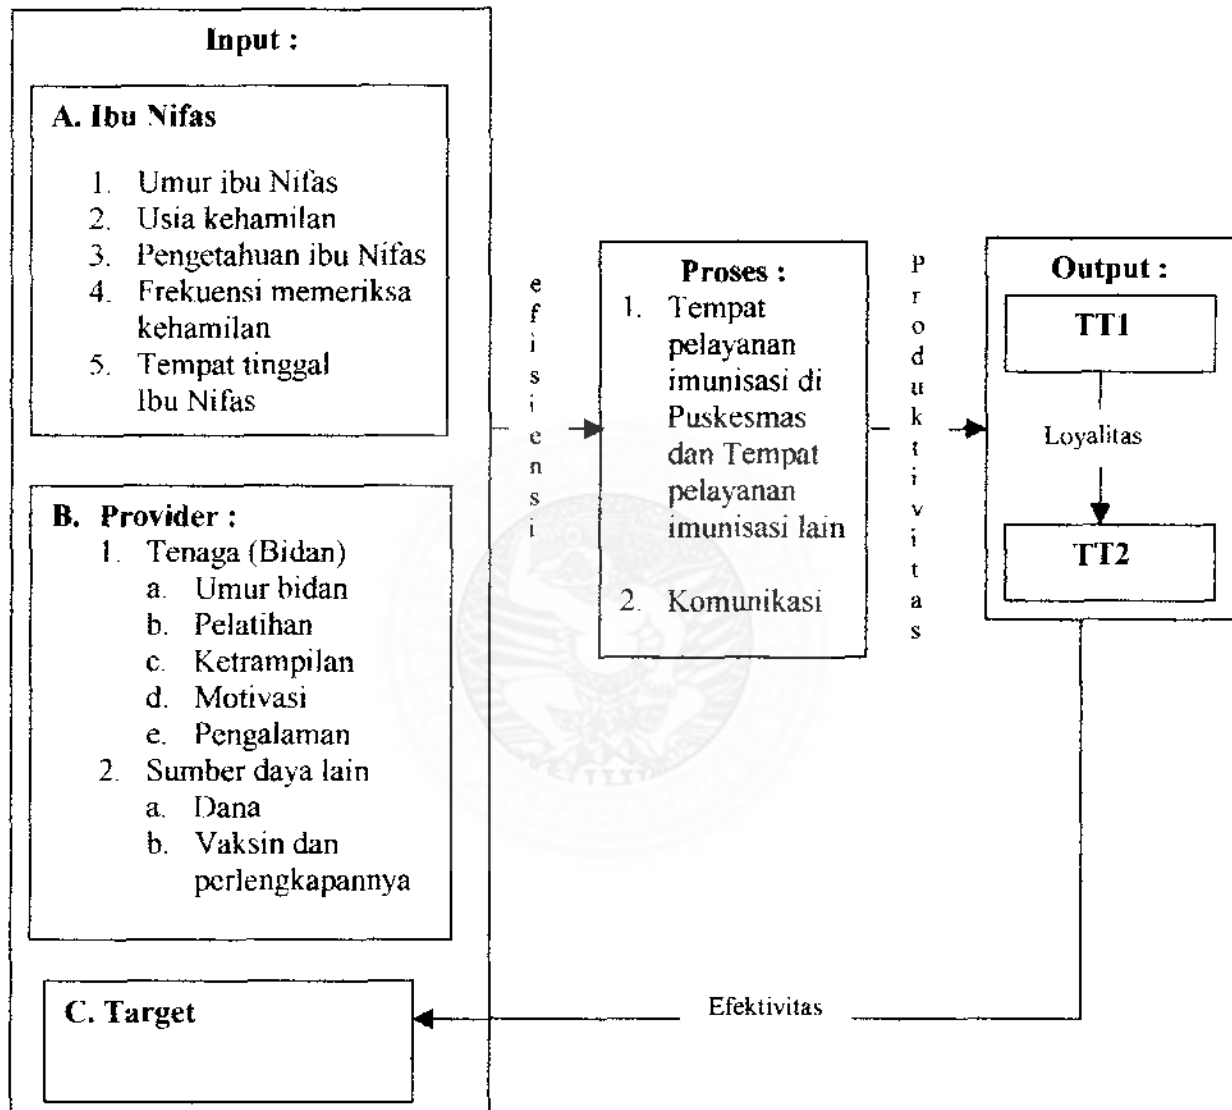 Input :
A. Ibu Nifas
1. Umur ibu Nifas
2. Usia kehamilan
3. Pengetahuan ibu Nifas
4. Frekuensi memeriksa
kehamilan
5. Tempat tinggal
Ibu Nifas
B. Provider :
1. Tenaga (Bidan)
a. Umur bidan
b. Pelatihan
c. Ketrampilan
d. Motivasi
e. Pengalaman
2. Sumber daya lain
a. Dana
b. Vaksin dan
perlengkapannya
C. Target
efisiensi
Proses :
1. Tempat
pelayanan
imunisasi di
Puskesmas
dan Tempat
pelayanan
imunisasi lain
2. Komunikasi
Produktivitas
Output :
TT1
Loyalitas
TT2
Efektivitas